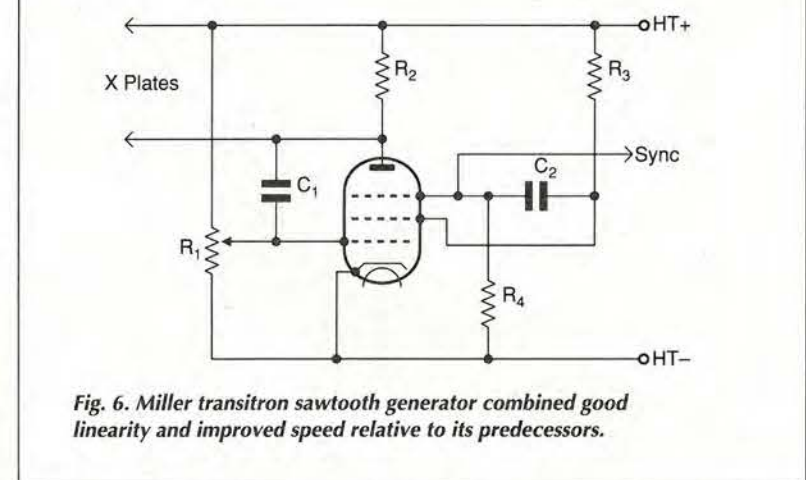 HT+
R₂
R₃
X Plates
Sync
C₂
C₁
R₁
R₄
HT–
Fig. 6. Miller transitron sawtooth generator combined good
linearity and improved speed relative to its predecessors.